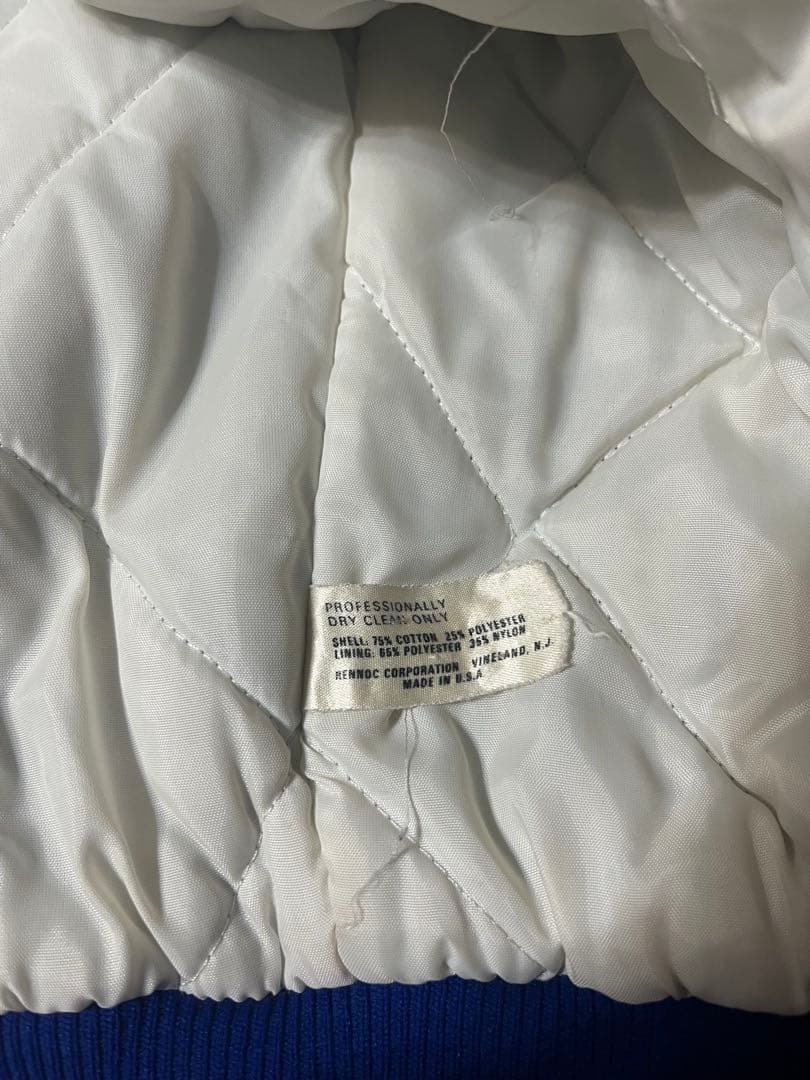 PROFESSIONALLY
DRY CLEAN ONLY
SHELL: 75% COTTON 25% POLYESTER
LINING: 65% POLYESTER 35% NYLON
RENNOC CORPORATION VINELAND, N.J.
MADE IN U.S.A